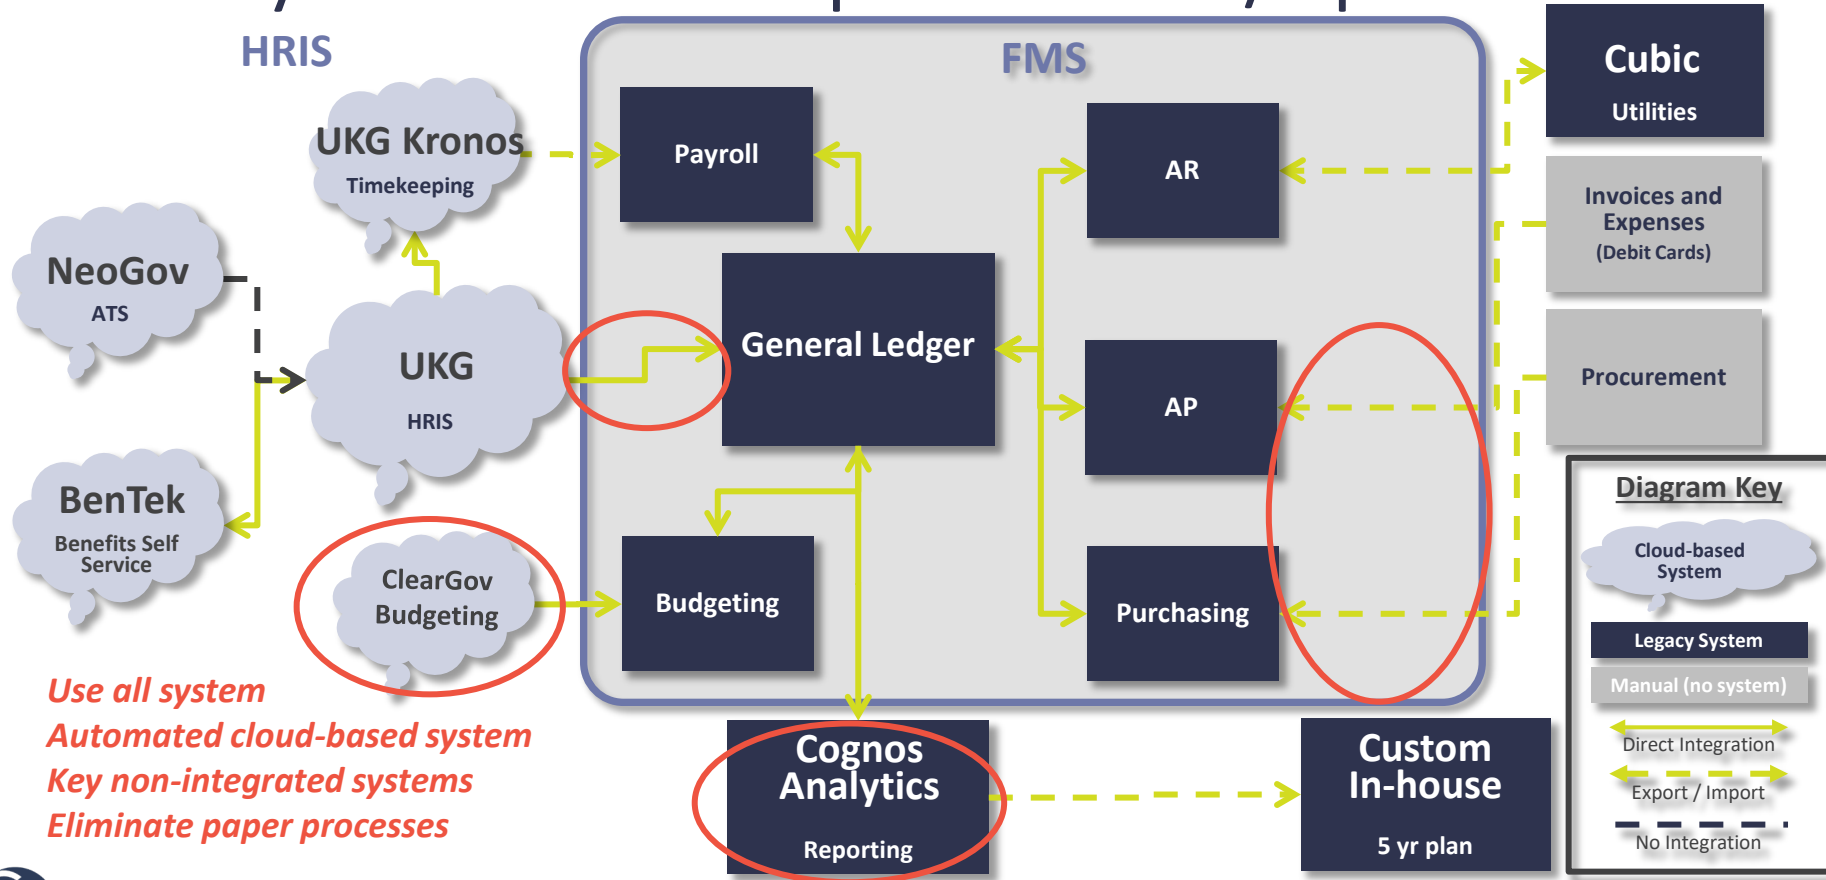 HRIS
FMS
UKG Kronos
Timekeeping
NeoGov
ATS
UKG
HRIS
BenTek
Benefits Self
Service
ClearGov
Budgeting
Payroll
General Ledger
Budgeting
AR
AP
Purchasing
Cubic
Utilities
Invoices and
Expenses
(Debit Cards)
Procurement
Cognos
Analytics
Reporting
Custom
In-house
5 yr plan
Use all system
Automated cloud-based system
Key non-integrated systems
Eliminate paper processes
Diagram Key
Cloud-based
System
Legacy System
Manual (no system)
Direct Integration
Export / Import
No Integration